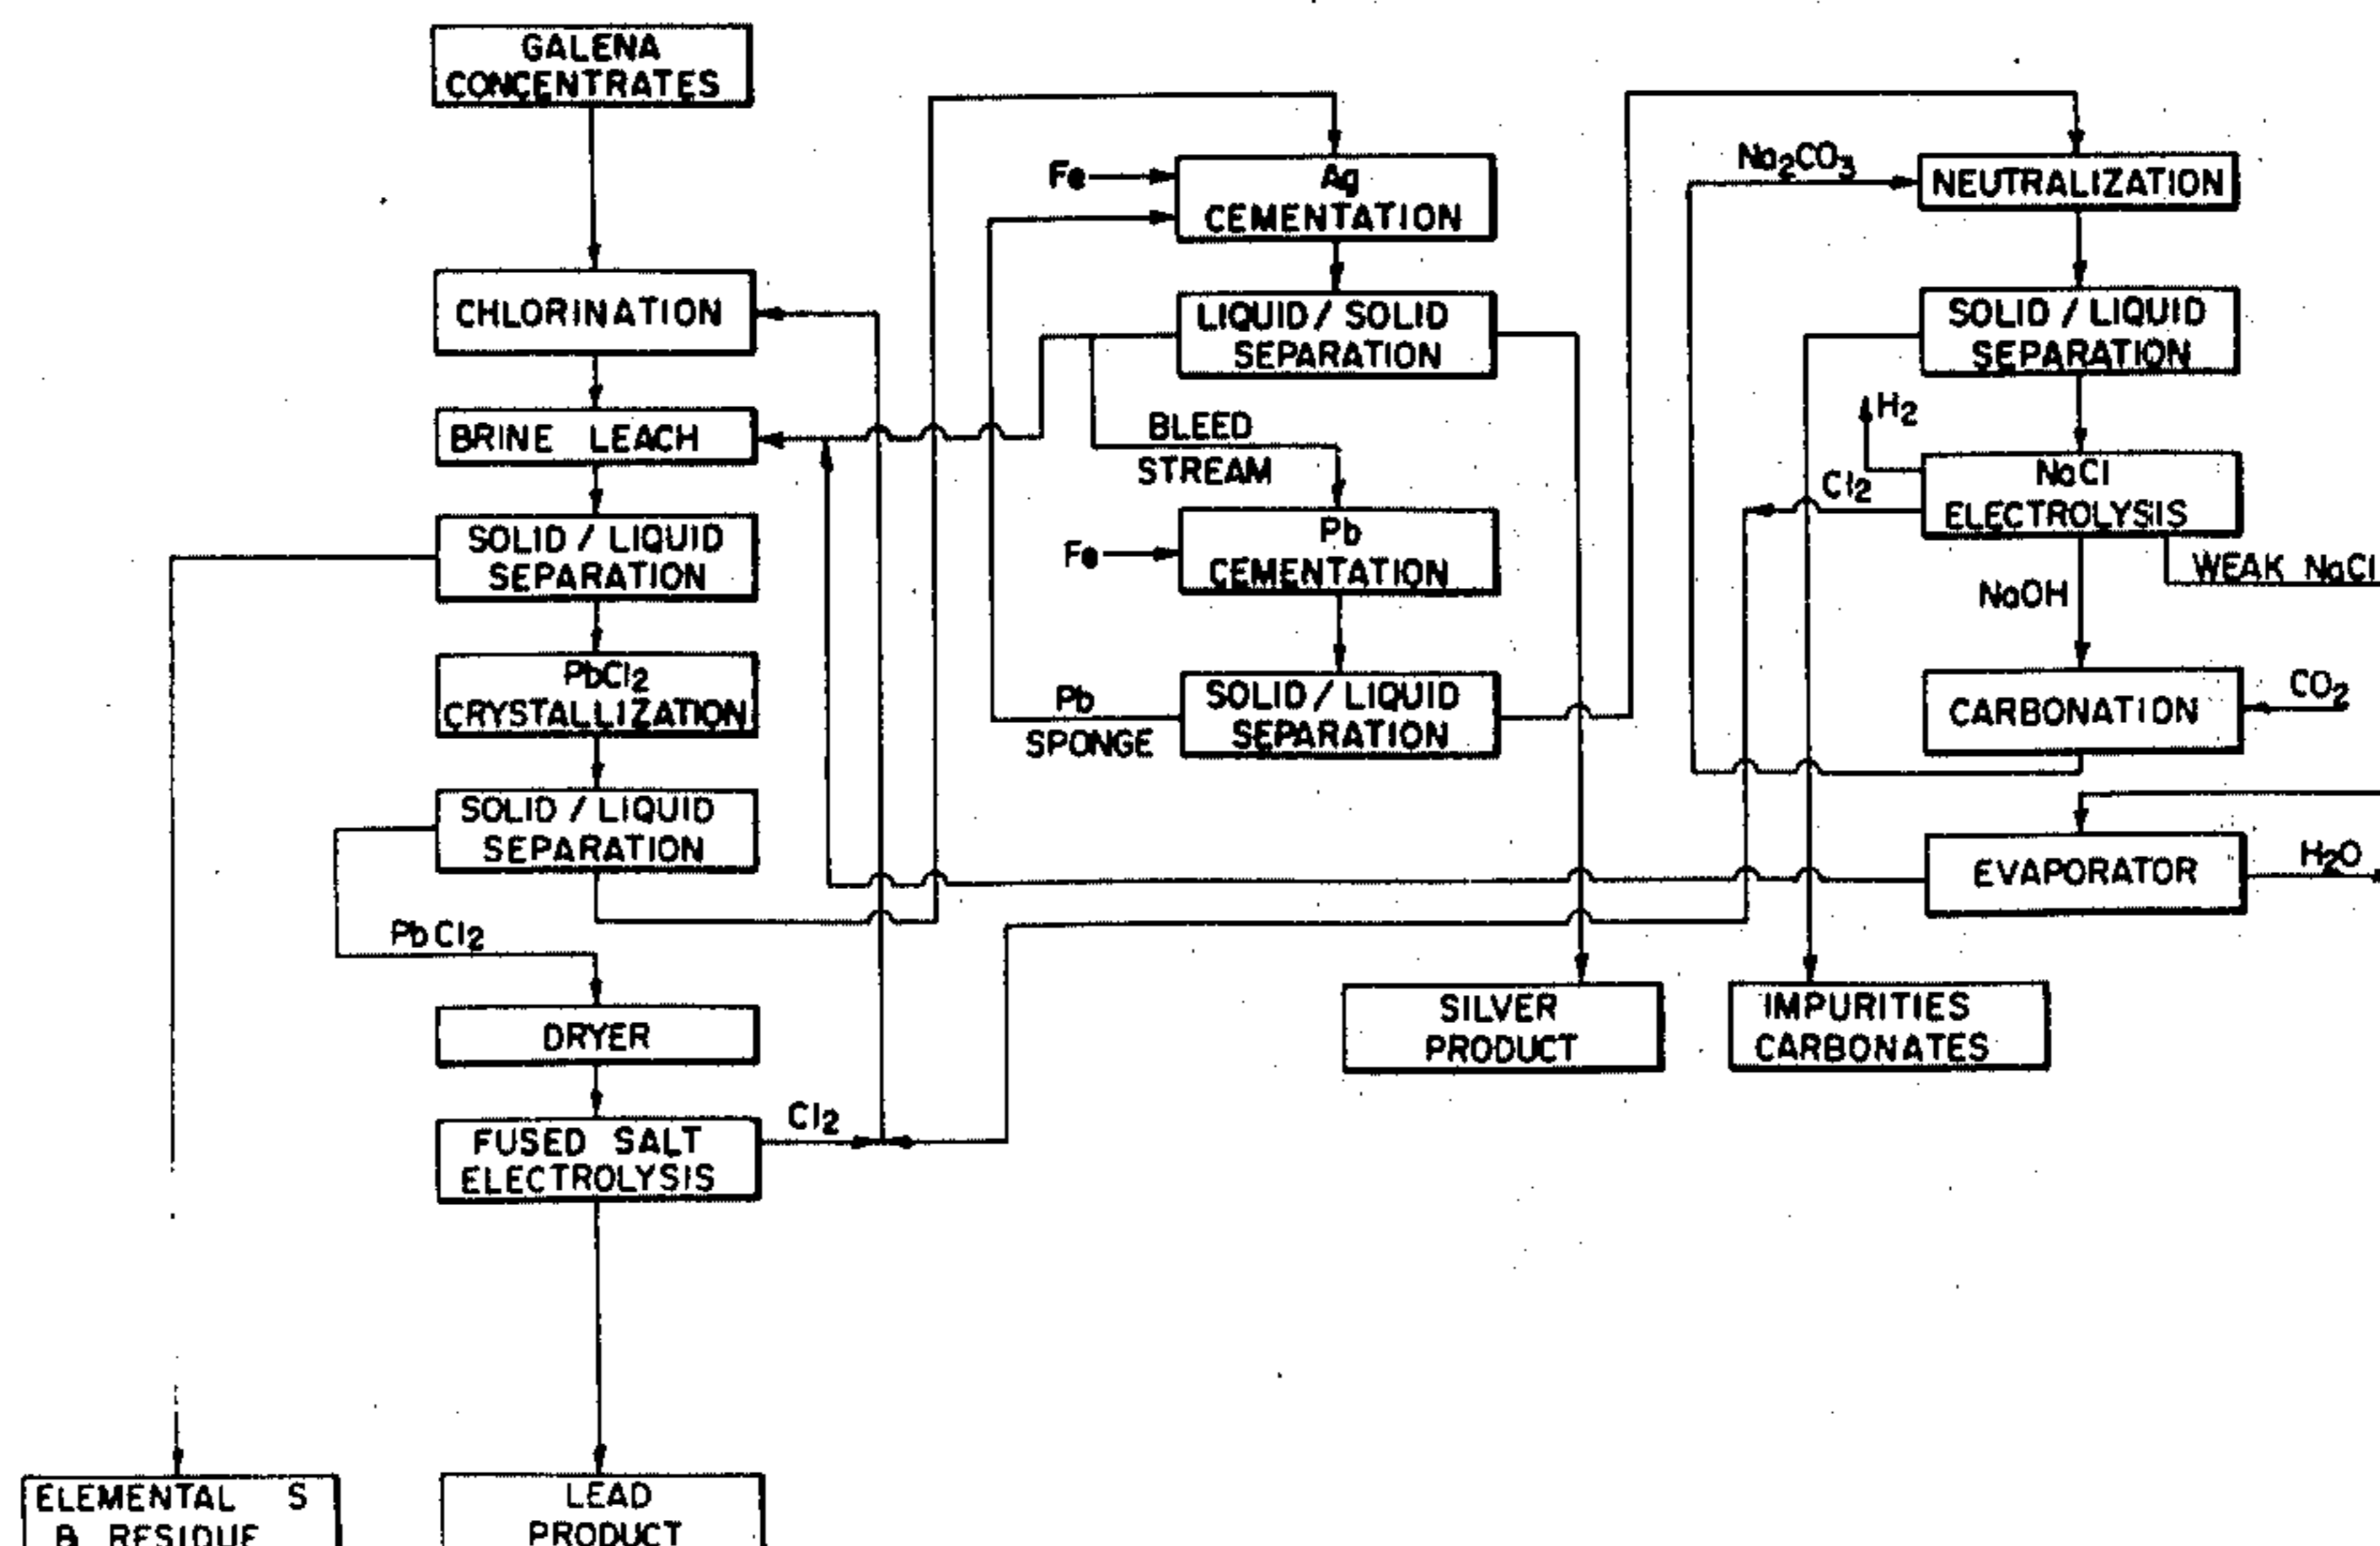 GALENA
CONCENTRATES
CHLORINATION
BRINE LEACH
SOLID / LIQUID
SEPARATION
PbCl2
CRYSTALLIZATION
SOLID / LIQUID
SEPARATION
PbCl2
DRYER
FUSED SALT
ELECTROLYSIS
Cl2
ELEMENTAL S
& RESIDUE
LEAD
PRODUCT
Fe
Ag
CEMENTATION
LIQUID / SOLID
SEPARATION
BLEED
STREAM
Fe
Pb
CEMENTATION
Pb
SPONGE
SOLID / LIQUID
SEPARATION
SILVER
PRODUCT
Na2CO3
NEUTRALIZATION
SOLID / LIQUID
SEPARATION
H2
Cl2
NaCl
ELECTROLYSIS
WEAK NaCl
NaOH
CARBONATION
CO2
EVAPORATOR
H2O
IMPURITIES
CARBONATES